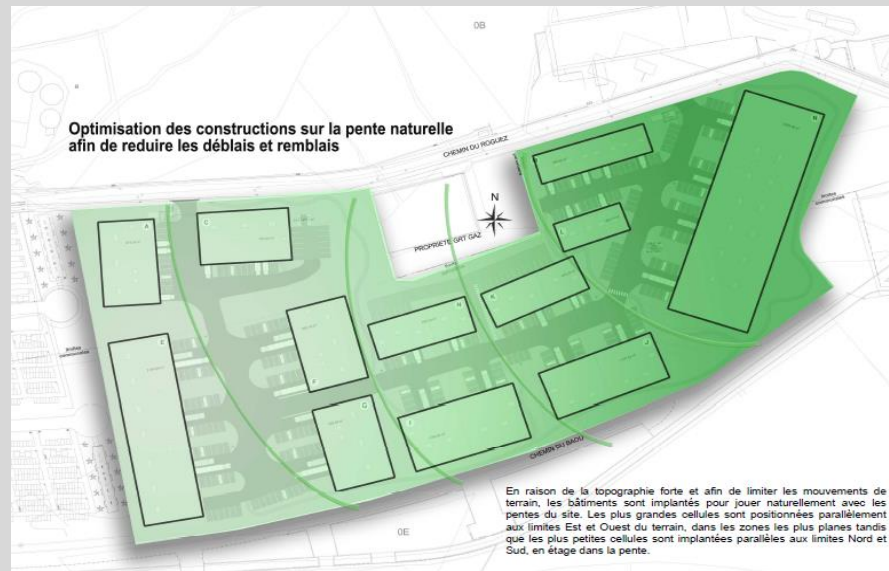 0B
Optimisation des constructions sur la pente naturelle
afin de reduire les déblais et remblais
CHEMIN DU ROGUEZ
N
PROPRIETE GRT GAZ
A
C
E
F
G
H
I
J
K
L
N
CHEMIN DU BAOU
0E
En raison de la topographie forte et afin de limiter les mouvements de
terrain, les bâtiments sont implantés pour jouer naturellement avec les
pentes du site. Les plus grandes cellules sont positionnées parallèlement
aux limites Est et Ouest du terrain, dans les zones les plus planes tandis
que les plus petites cellules sont implantées parallèles aux limites Nord et
Sud, en étage dans la pente.